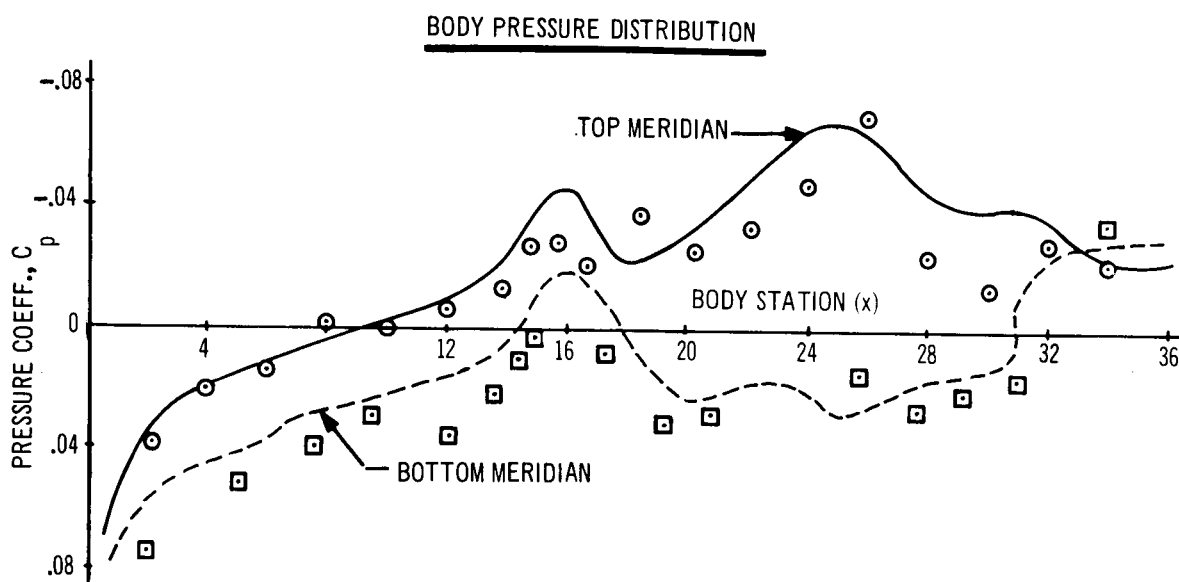 BODY PRESSURE DISTRIBUTION
-.08
TOP MERIDIAN
-.04
PRESSURE COEFF., Cp
BODY STATION (x)
0
4
12
16
20
24
28
32
36
.04
BOTTOM MERIDIAN
.08